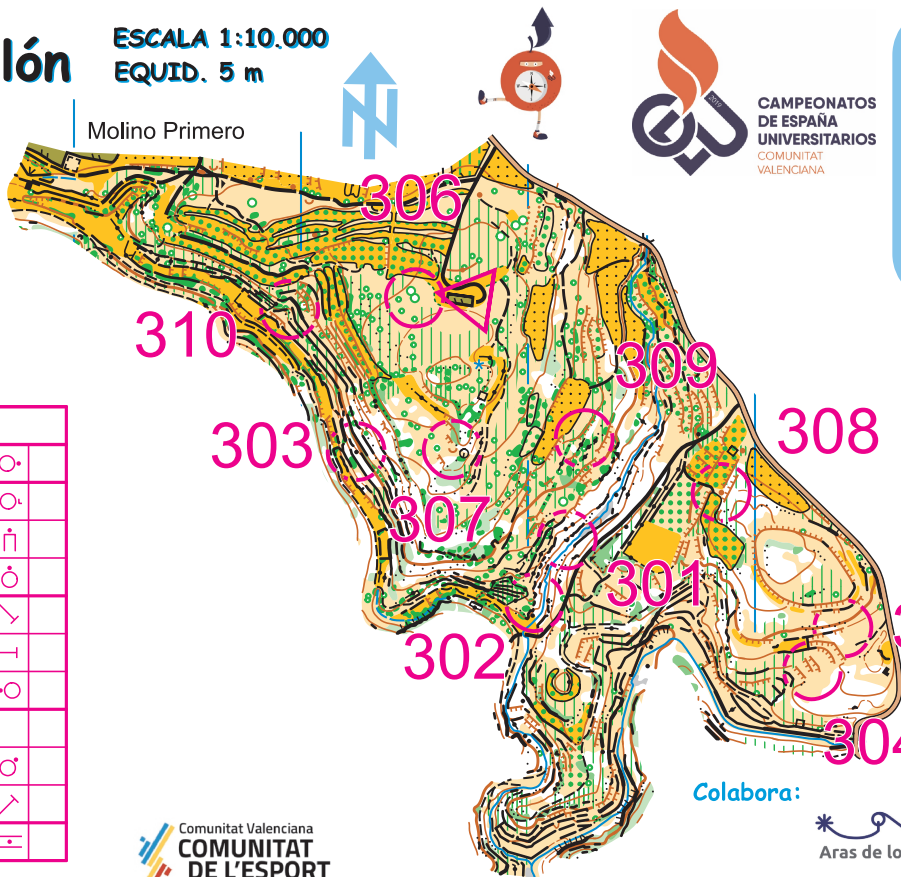 lón
ESCALA 1:10.000
EQUID. 5 m
Molino Primero
N
2019
CAMPEONATOS
DE ESPAÑA
UNIVERSITARIOS
COMUNITAT
VALENCIANA
306
310
309
303
308
307
301
302
304
Colabora:
Comunitat Valenciana
COMUNITAT
DE L'ESPORT
Aras de lo